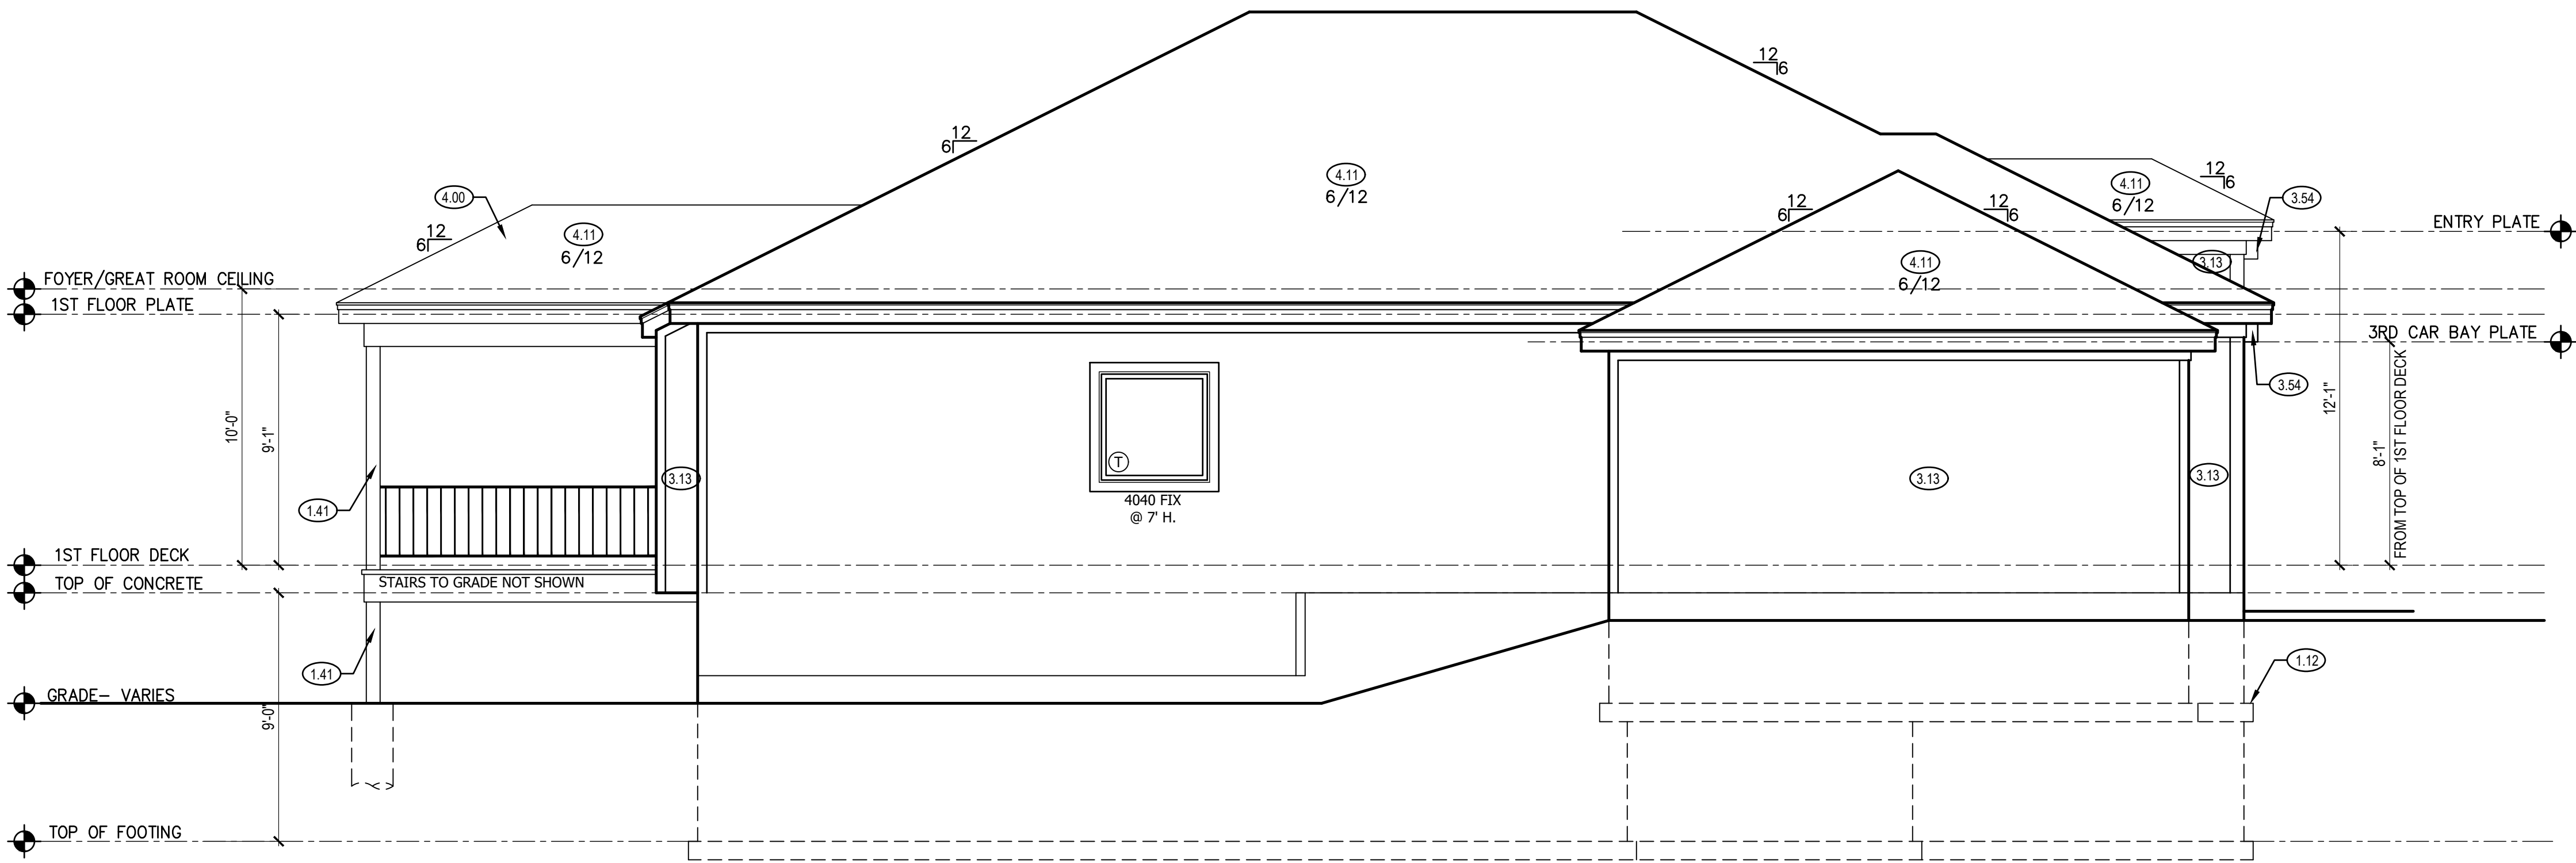 12
6
12
6
4.00
12
6
4.11
6/12
4.11
6/12
12
6
12
6
4.11
6/12
12
6
4.11
6/12
3.54
3.13
ENTRY PLATE
FOYER/GREAT ROOM CEILING
1ST FLOOR PLATE
3RD CAR BAY PLATE
3.54
10'-0"
9'-1"
12'-1"
8'-1"
FROM TOP OF 1ST FLOOR DECK
T
4040 FIX
@ 7' H.
3.13
3.13
3.13
1.41
1ST FLOOR DECK
STAIRS TO GRADE NOT SHOWN
TOP OF CONCRETE
1.41
1.12
GRADE– VARIES
9'-0"
TOP OF FOOTING